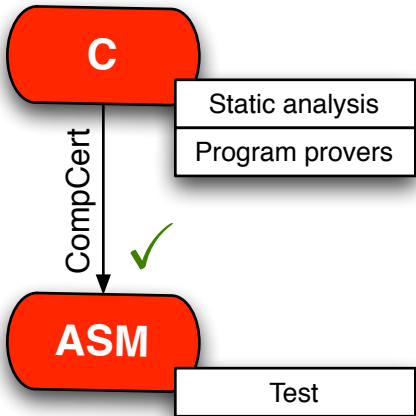 C
Static analysis
Program provers
CompCert
ASM
Test